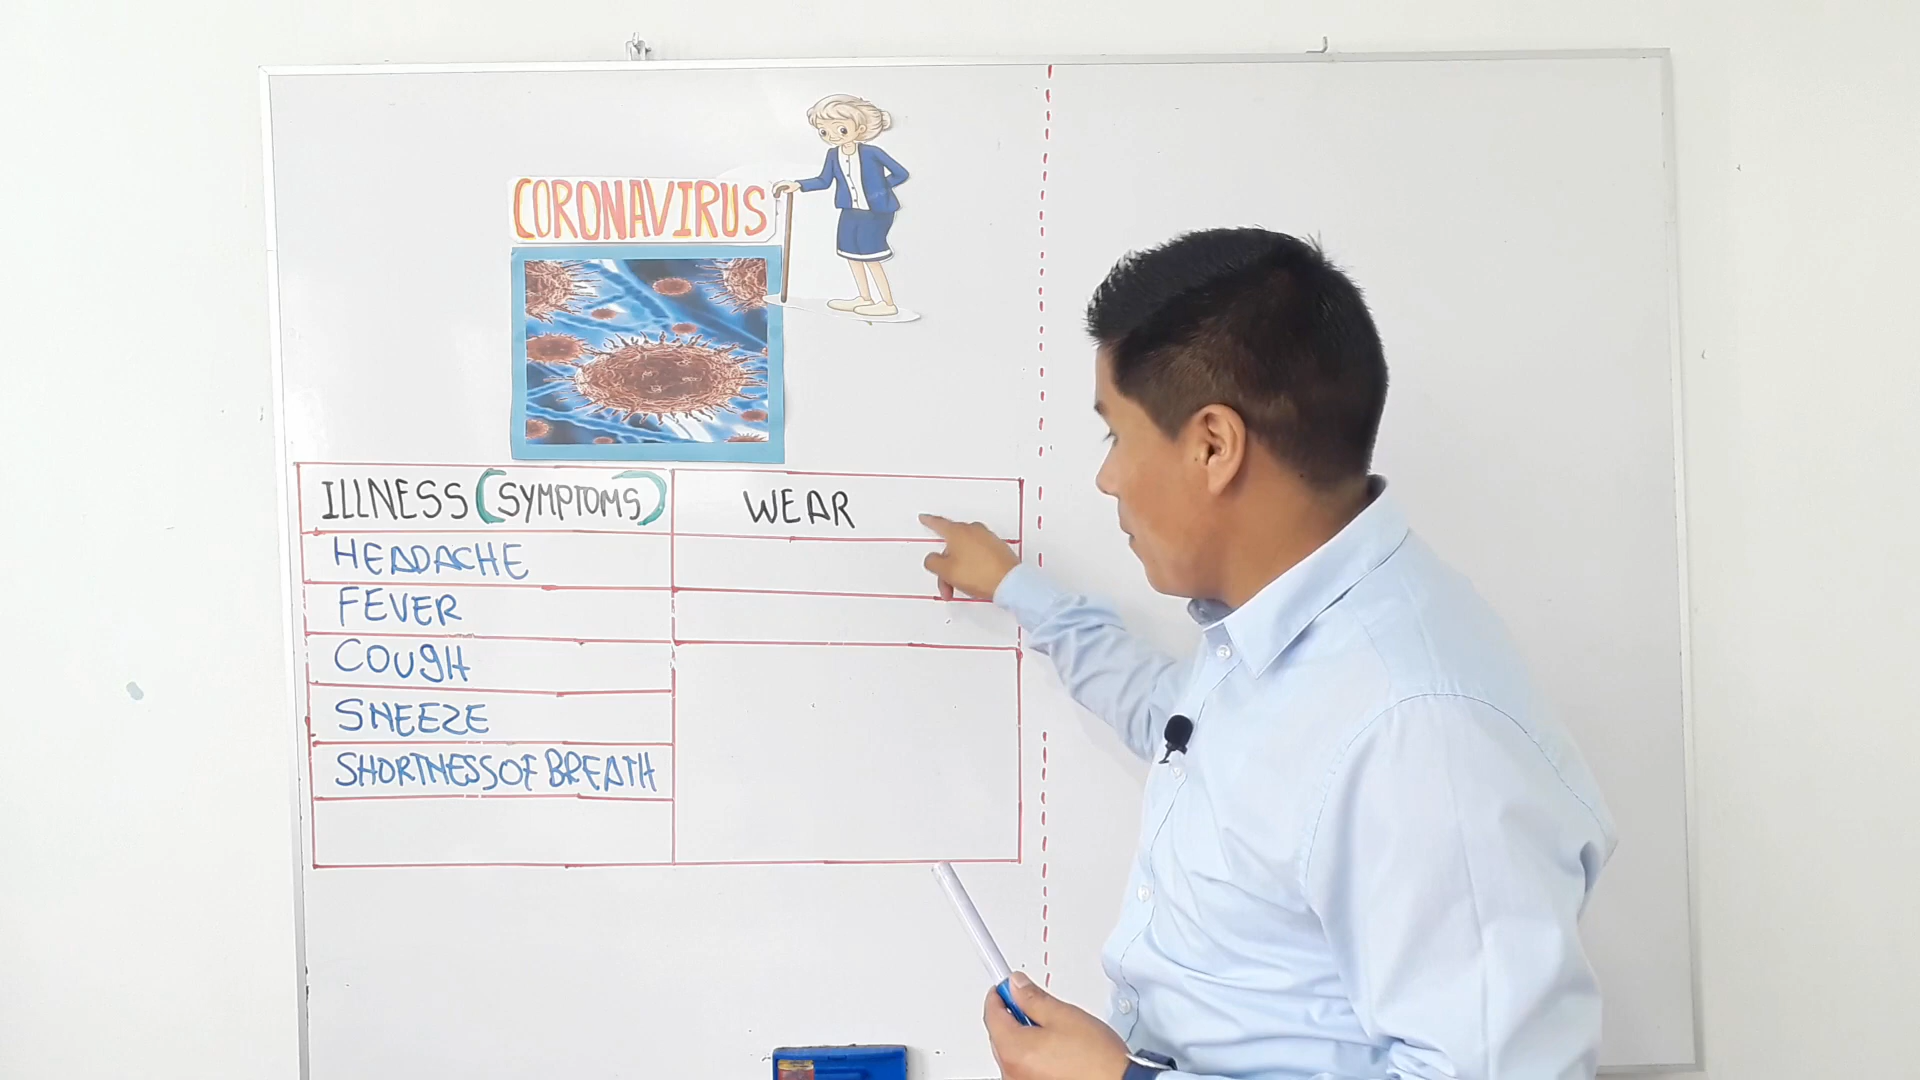 CORONAVIRUS
ILLNESS (SYMPTOMS) WEAR
HEADACHE
FEVER
COUgH
SNEEZE
SHORTNESS OF BREATH